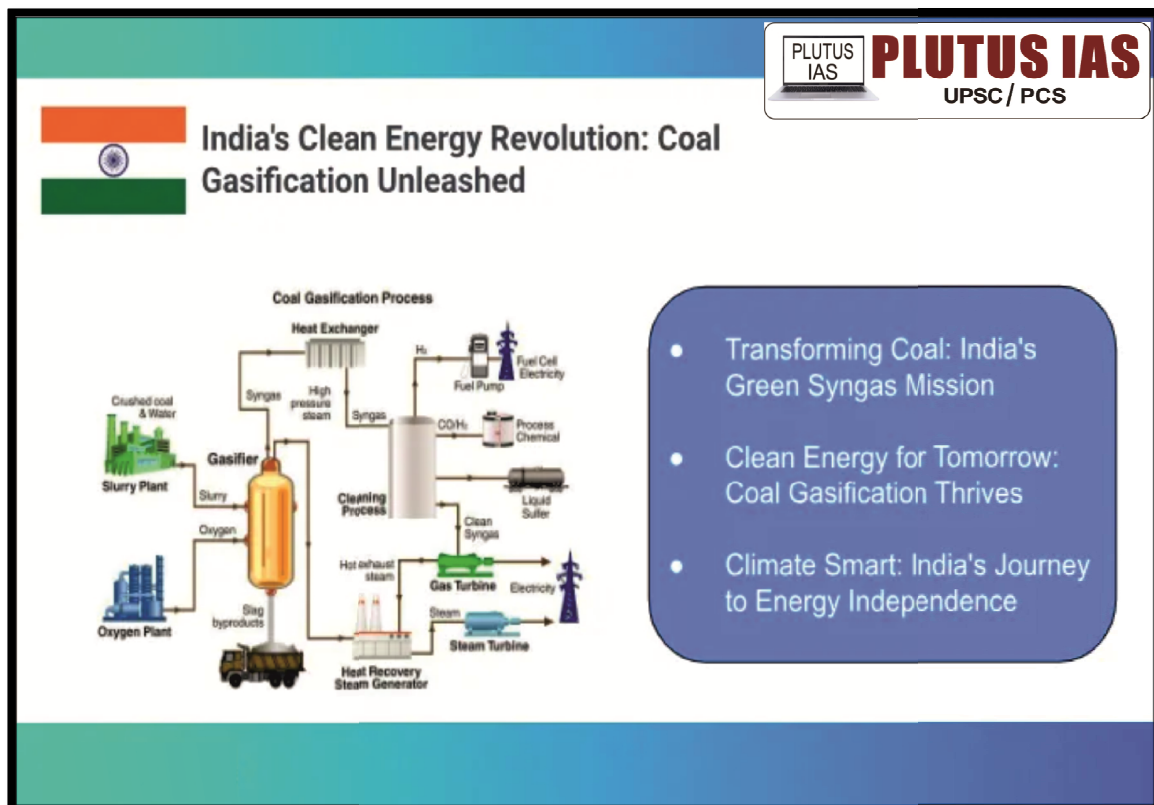 PLUTUS
IAS
PLUTUS IAS
UPSC/PCS
India's Clean Energy Revolution: Coal
Gasification Unleashed
Coal Gasification Process
Heat Exchanger
H₂
Fuel Pump
Fuel Cell
Electricity
Syngas
High
pressure
steam
Syngas
CO/H₂
Process
Chemical
Crushed coal
& Water
Slurry Plant
Gasifier
Slurry
Cleaning
Process
Liquid
Suller
Oxygen
Clean
Syngas
Hot exhaust
steam
Gas Turbine
Electricity
Oxygen Plant
Slag
byproducts
Steam
Steam Turbine
Heat Recovery
Steam Generator
● Transforming Coal: India's
Green Syngas Mission
● Clean Energy for Tomorrow:
Coal Gasification Thrives
● Climate Smart: India's Journey
to Energy Independence